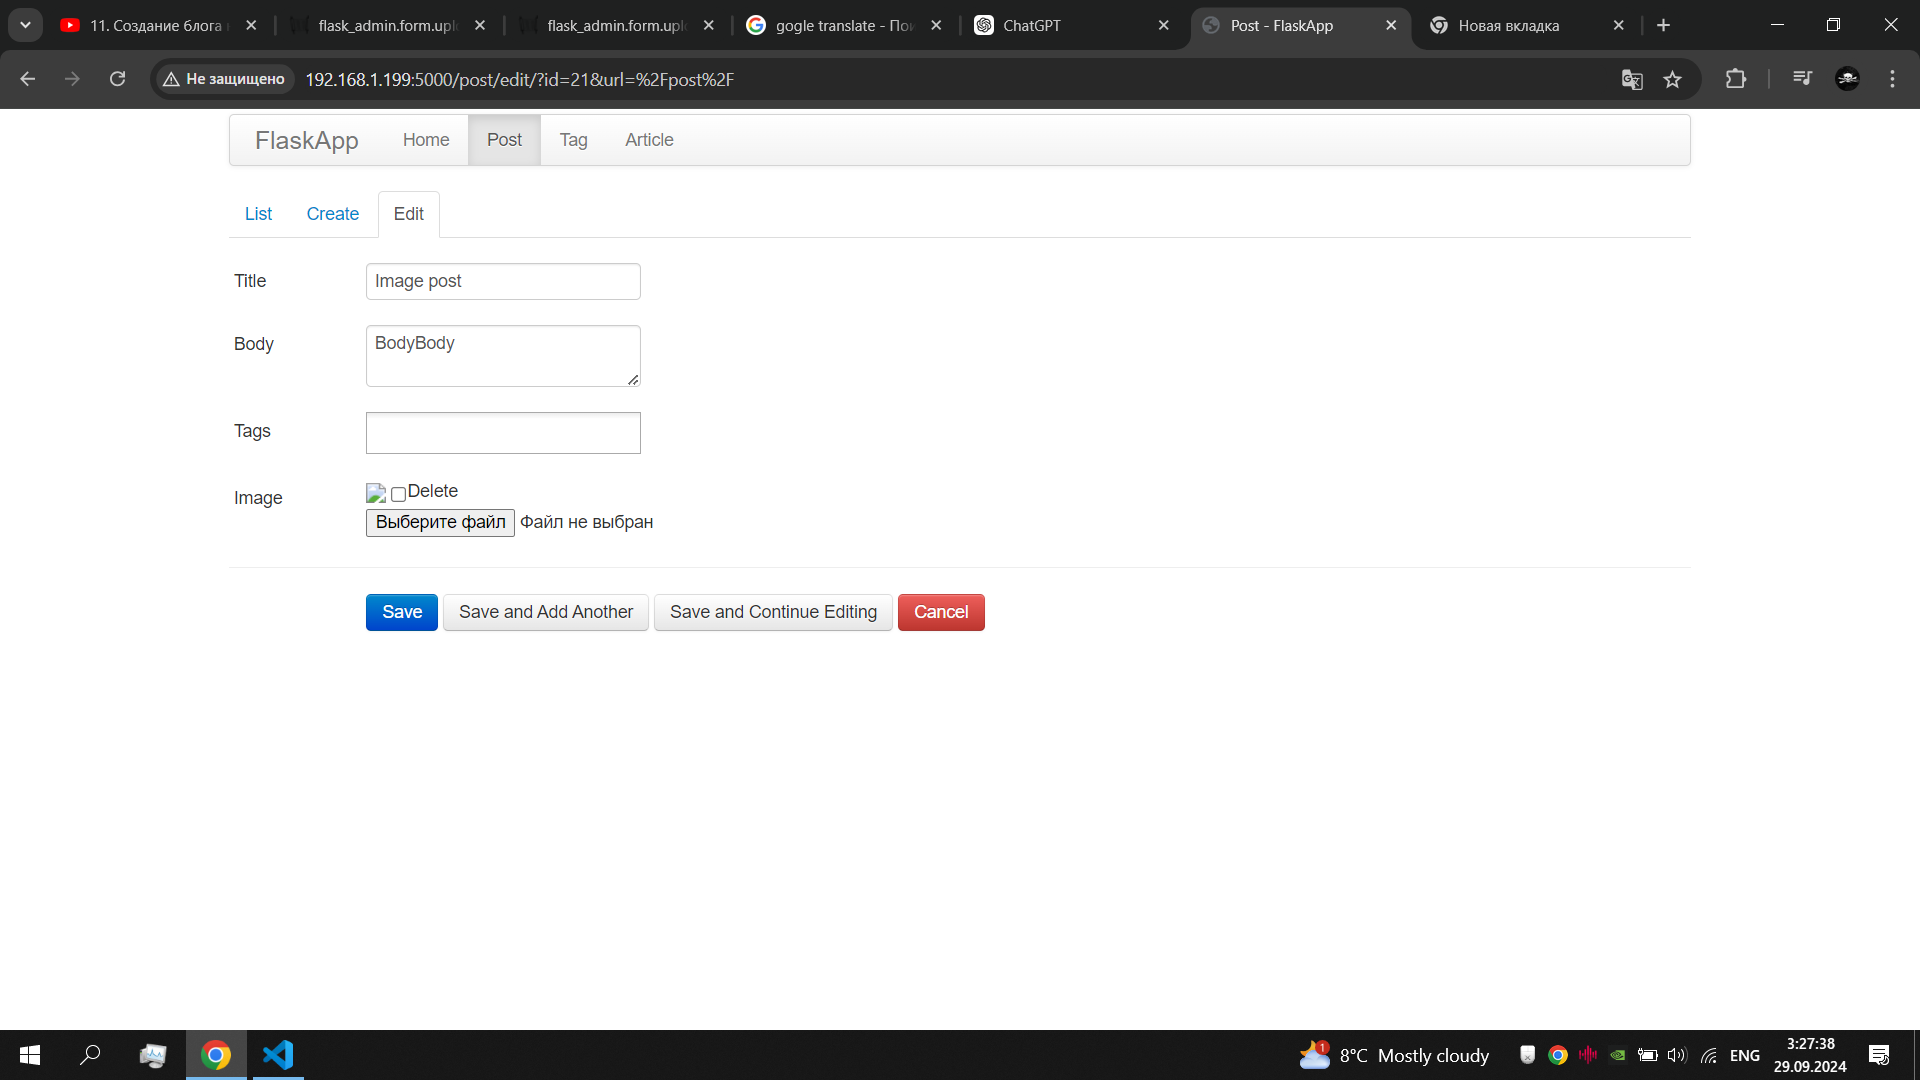 11. Создание блога
flask_admin.form.upl
flask_admin.form.upl
gogle translate - Пои
ChatGPT
Post - FlaskApp
Новая вкладка
Не защищено
192.168.1.199:5000/post/edit/?id=21&url=%2Fpost%2F
FlaskApp
Home
Post
Tag
Article
List
Create
Edit
Title
Image post
Body
BodyBody
Tags
Image
Delete
Выберите файл
Файл не выбран
Save
Save and Add Another
Save and Continue Editing
Cancel
1
8°C Mostly cloudy
ENG
3:27:38
29.09.2024